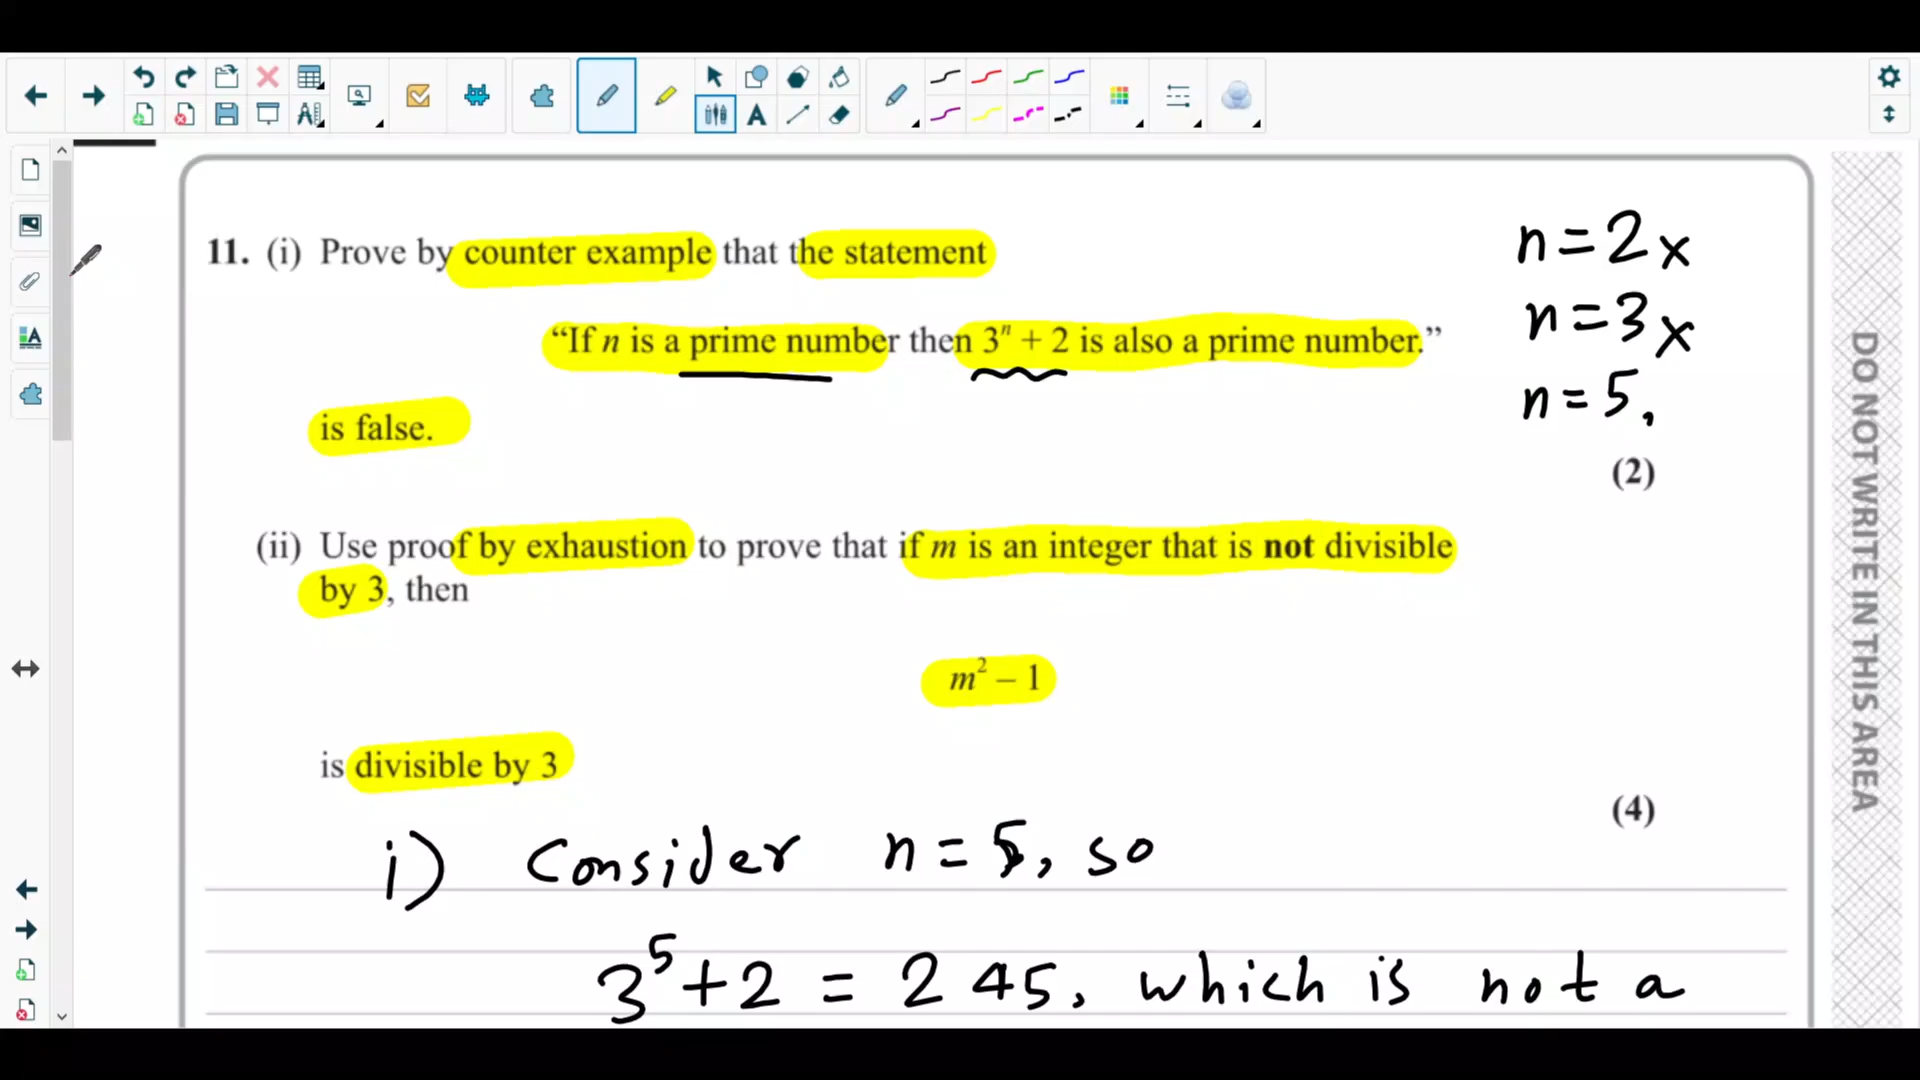 11. (i) Prove by counter example that the statement
n = 2 x
“If n is a prime number then 3ⁿ + 2 is also a prime number.”
n = 3 x
is false.
n = 5,
(2)
(ii) Use proof by exhaustion to prove that if m is an integer that is not divisible
by 3, then
m² – 1
is divisible by 3
(4)
i) Consider n = 5, so
3⁵ + 2 = 245, which is not a
DO NOT WRITE IN THIS AREA